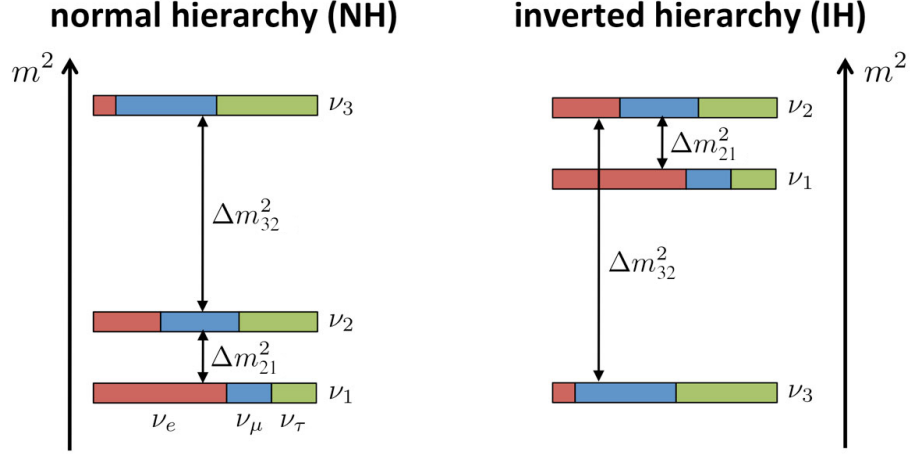 normal hierarchy (NH)
inverted hierarchy (IH)
m²
ν₃
Δm²₃₂
ν₂
Δm²₂₁
ν₁
νₑ ν_μ ν_τ
m²
ν₂
Δm²₂₁
ν₁
Δm²₃₂
ν₃